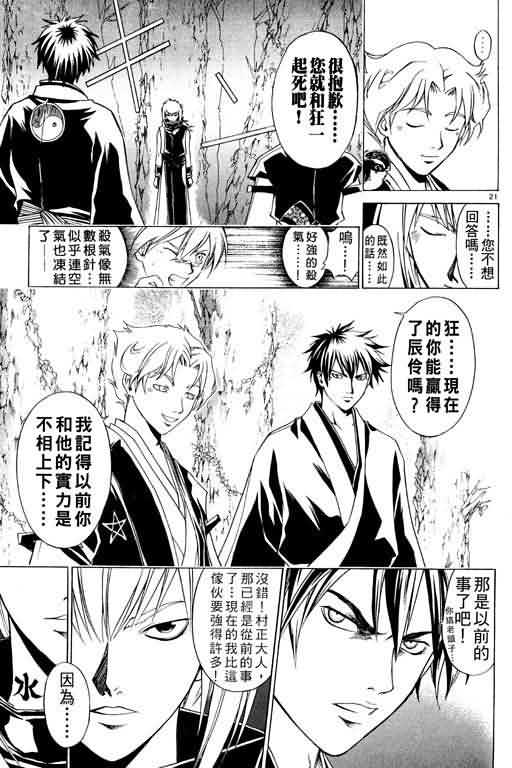 ……
21
……您不想
回答嗎……
既然如此
的話……
很抱歉……
您就和狂一
起死吧！
嗚……
好強的殺
氣……！
殺氣像無
數根針…
似乎連空
氣也凍結
了——
狂……現在
的你能贏得
了辰伶嗎？
我記得以前你
和他的實力是
不相上下……
那是以前的
事了吧！
你這老頭子…
沒錯！村正大人，
那已經是從前的事
了…現在的我比這
傢伙要強得許多！
因為……
水